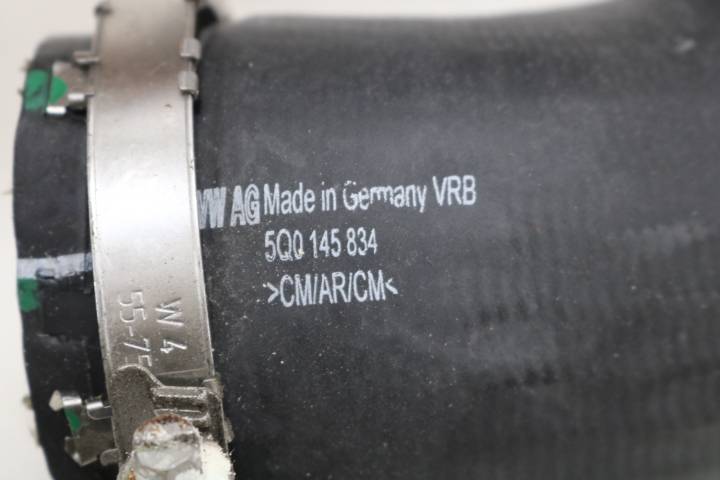 VW AG Made in Germany VRB
5Q0 145 834
>CM/AR/CM<
W 4
55-75